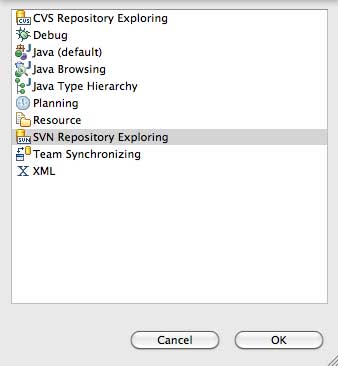 CVS Repository Exploring
Debug
Java (default)
Java Browsing
Java Type Hierarchy
Planning
Resource
SVN Repository Exploring
Team Synchronizing
XML
Cancel OK